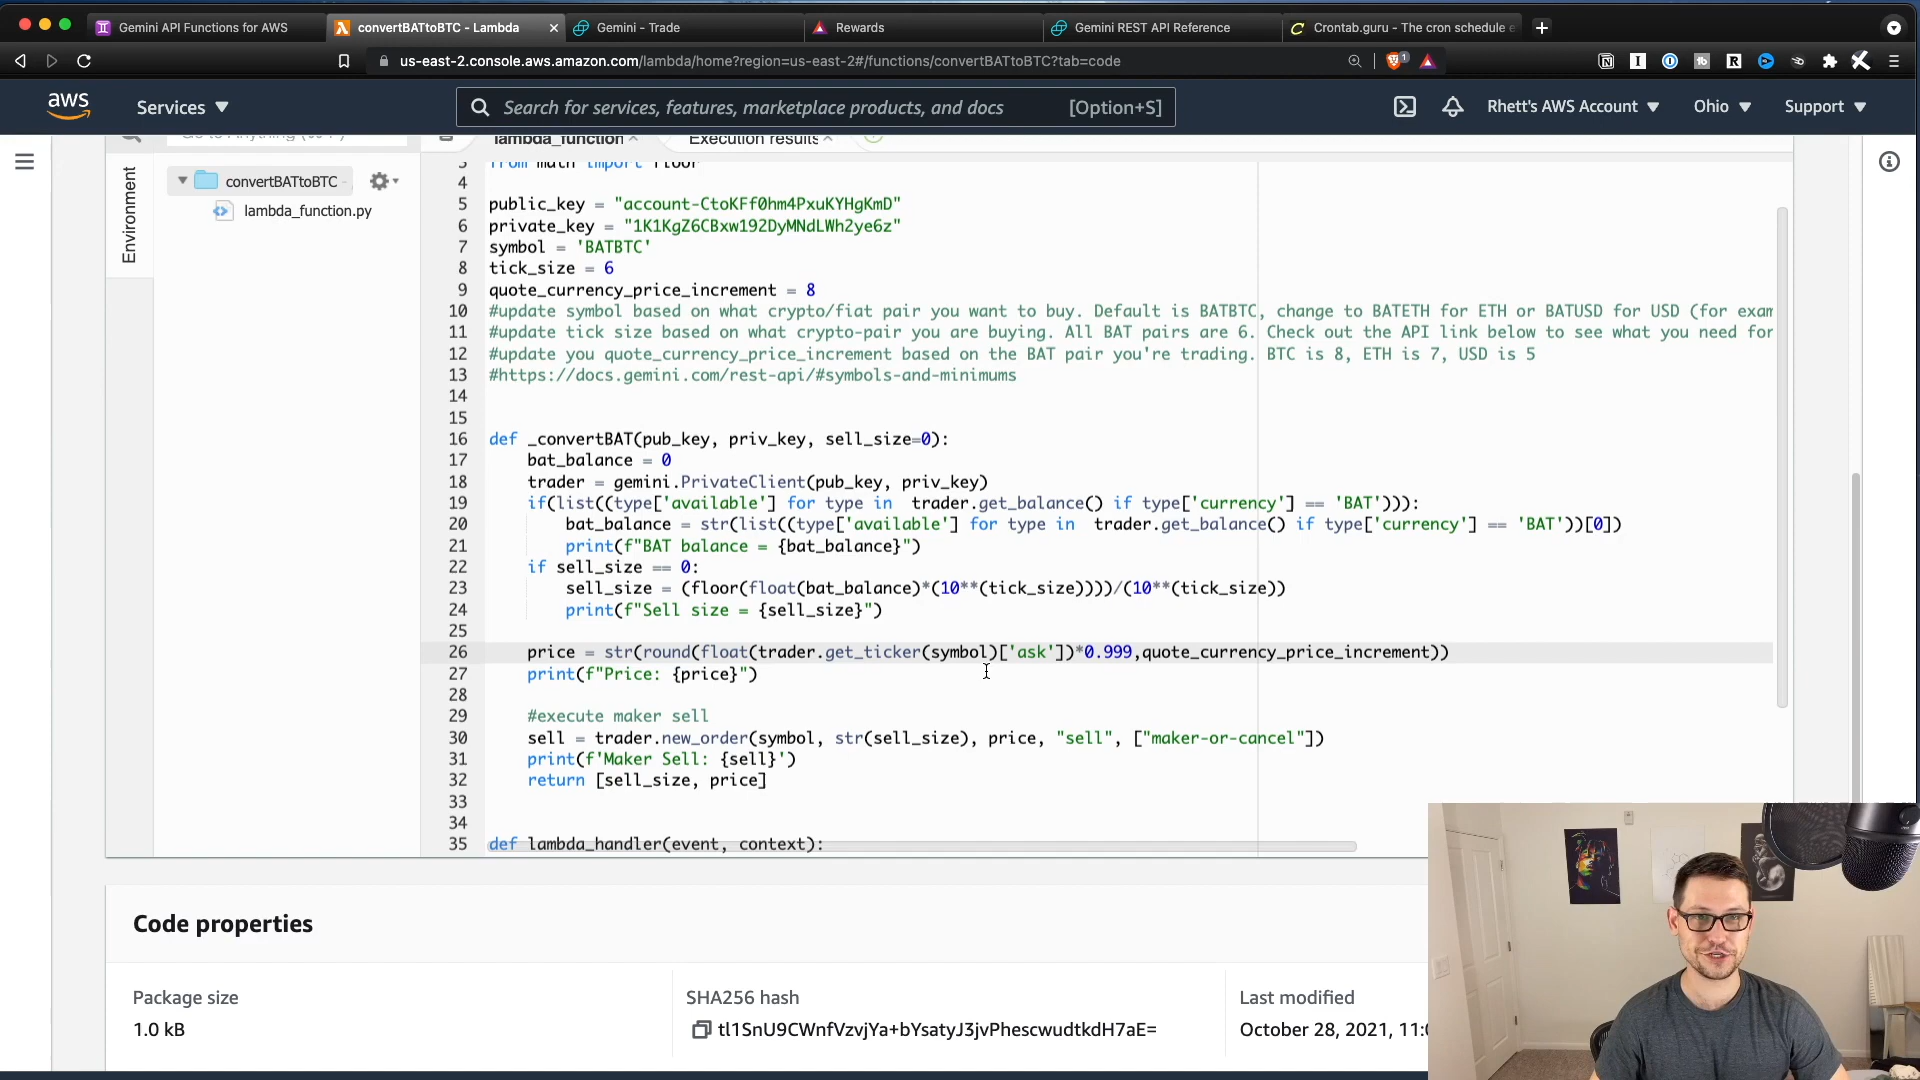 Gemini API Functions for AWS
convertBATtoBTC - Lambda
Gemini - Trade
Rewards
Gemini REST API Reference
Crontab.guru - The cron schedule e
us-east-2.console.aws.amazon.com/lambda/home?region=us-east-2#/functions/convertBATtoBTC?tab=code
aws
Services
Search for services, features, marketplace products, and docs [Option+S]
Rhett's AWS Account
Ohio
Support
Environment
convertBATtoBTC
lambda_function.py
lambda_function
Execution results
3 from math import floor
4
5 public_key = "account-CtoKFf0hm4PxuKYHgKmD"
6 private_key = "1K1KgZ6CBxw192DyMNdLWh2ye6z"
7 symbol = 'BATBTC'
8 tick_size = 6
9 quote_currency_price_increment = 8
10 #update symbol based on what crypto/fiat pair you want to buy. Default is BATBTC, change to BATETH for ETH or BATUSD for USD (for exam
11 #update tick size based on what crypto-pair you are buying. All BAT pairs are 6. Check out the API link below to see what you need for
12 #update you quote_currency_price_increment based on the BAT pair you're trading. BTC is 8, ETH is 7, USD is 5
13 #https://docs.gemini.com/rest-api/#symbols-and-minimums
14
15
16 def _convertBAT(pub_key, priv_key, sell_size=0):
17 bat_balance = 0
18 trader = gemini.PrivateClient(pub_key, priv_key)
19 if(list((type['available'] for type in  trader.get_balance() if type['currency'] == 'BAT'))):
20 bat_balance = str(list((type['available'] for type in  trader.get_balance() if type['currency'] == 'BAT'))[0])
21 print(f"BAT balance = {bat_balance}")
22 if sell_size == 0:
23 sell_size = (floor(float(bat_balance)*(10**(tick_size))))/(10**(tick_size))
24 print(f"Sell size = {sell_size}")
25
26 price = str(round(float(trader.get_ticker(symbol)['ask'])*0.999,quote_currency_price_increment))
27 print(f"Price: {price}")
28
29 #execute maker sell
30 sell = trader.new_order(symbol, str(sell_size), price, "sell", ["maker-or-cancel"])
31 print(f'Maker Sell: {sell}')
32 return [sell_size, price]
33
34
35 def lambda_handler(event, context):
Code properties
Package size
1.0 kB
SHA256 hash
tl1SnU9CWnfVzvjYa+bYsatyJ3jvPhescwudtkdH7aE=
Last modified
October 28, 2021, 11: